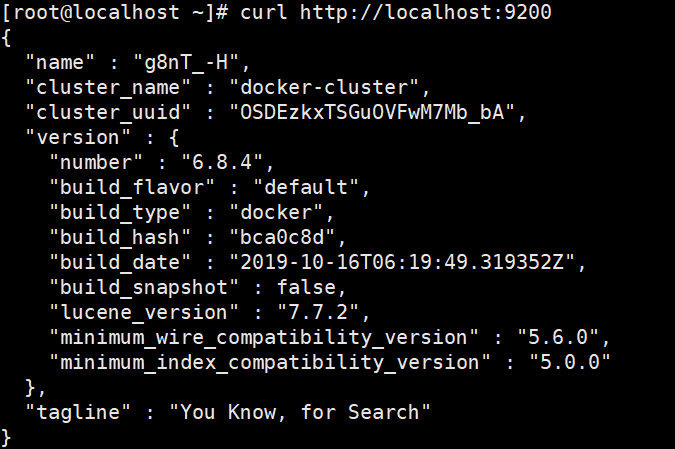 [root@localhost ~]# curl http://localhost:9200
{
  "name" : "g8nT_-H",
  "cluster_name" : "docker-cluster",
  "cluster_uuid" : "OSDEzkxTSGuOVFwM7Mb_bA",
  "version" : {
    "number" : "6.8.4",
    "build_flavor" : "default",
    "build_type" : "docker",
    "build_hash" : "bca0c8d",
    "build_date" : "2019-10-16T06:19:49.319352Z",
    "build_snapshot" : false,
    "lucene_version" : "7.7.2",
    "minimum_wire_compatibility_version" : "5.6.0",
    "minimum_index_compatibility_version" : "5.0.0"
  },
  "tagline" : "You Know, for Search"
}